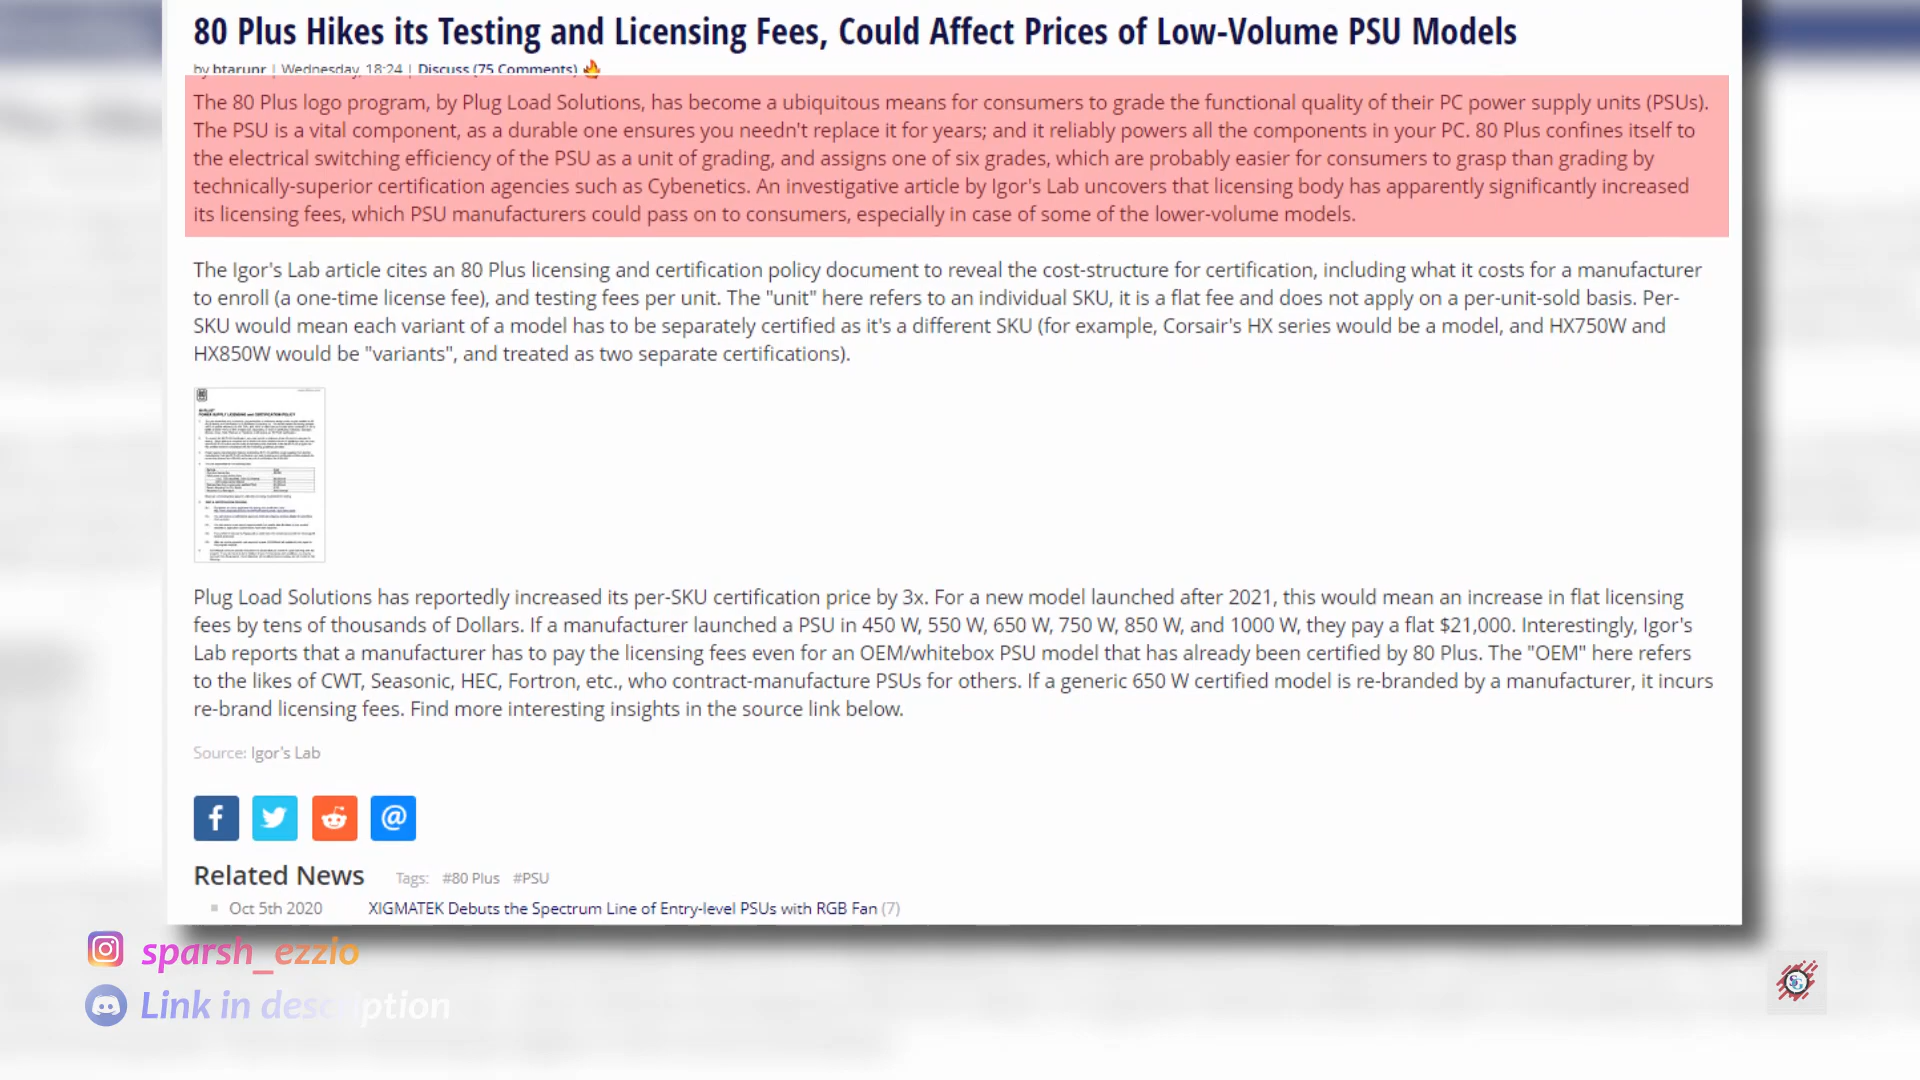 80 Plus Hikes its Testing and Licensing Fees, Could Affect Prices of Low-Volume PSU Models
by btarunr | Wednesday, 18:24 | Discuss (75 Comments)
The 80 Plus logo program, by Plug Load Solutions, has become a ubiquitous means for consumers to grade the functional quality of their PC power supply units (PSUs).
The PSU is a vital component, as a durable one ensures you needn't replace it for years; and it reliably powers all the components in your PC. 80 Plus confines itself to
the electrical switching efficiency of the PSU as a unit of grading, and assigns one of six grades, which are probably easier for consumers to grasp than grading by
technically-superior certification agencies such as Cybenetics. An investigative article by Igor's Lab uncovers that licensing body has apparently significantly increased
its licensing fees, which PSU manufacturers could pass on to consumers, especially in case of some of the lower-volume models.
The Igor's Lab article cites an 80 Plus licensing and certification policy document to reveal the cost-structure for certification, including what it costs for a manufacturer
to enroll (a one-time license fee), and testing fees per unit. The "unit" here refers to an individual SKU, it is a flat fee and does not apply on a per-unit-sold basis. Per-
SKU would mean each variant of a model has to be separately certified as it's a different SKU (for example, Corsair's HX series would be a model, and HX750W and
HX850W would be "variants", and treated as two separate certifications).
Plug Load Solutions has reportedly increased its per-SKU certification price by 3x. For a new model launched after 2021, this would mean an increase in flat licensing
fees by tens of thousands of Dollars. If a manufacturer launched a PSU in 450 W, 550 W, 650 W, 750 W, 850 W, and 1000 W, they pay a flat $21,000. Interestingly, Igor's
Lab reports that a manufacturer has to pay the licensing fees even for an OEM/whitebox PSU model that has already been certified by 80 Plus. The "OEM" here refers
to the likes of CWT, Seasonic, HEC, Fortron, etc., who contract-manufacture PSUs for others. If a generic 650 W certified model is re-branded by a manufacturer, it incurs
re-brand licensing fees. Find more interesting insights in the source link below.
Source: Igor's Lab
Related News Tags: #80 Plus #PSU
Oct 5th 2020 XIGMATEK Debuts the Spectrum Line of Entry-level PSUs with RGB Fan (7)
sparsh_ezzio
Link in description